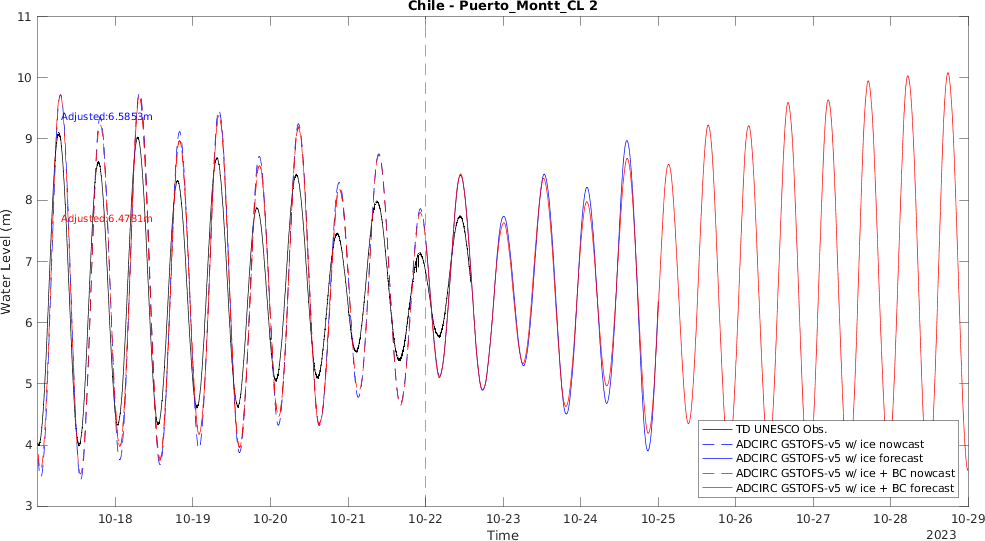 Chile - Puerto_Montt_CL 2
11
10
9
8
7
6
5
4
3
Water Level (m)
Adjusted:6.5853m
Adjusted:6.4781m
TD UNESCO Obs.
ADCIRC GSTOFS-v5 w/ ice nowcast
ADCIRC GSTOFS-v5 w/ ice forecast
ADCIRC GSTOFS-v5 w/ ice + BC nowcast
ADCIRC GSTOFS-v5 w/ ice + BC forecast
10-18 10-19 10-20 10-21 10-22 10-23 10-24 10-25 10-26 10-27 10-28 10-29
Time
2023